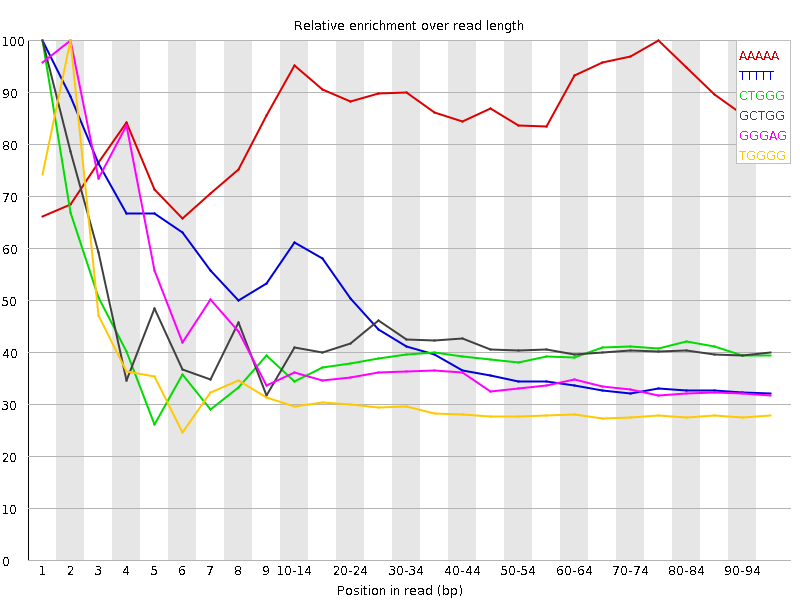 Relative enrichment over read length
100
90
80
70
60
50
40
30
20
10
0
AAAAA
TTTTT
CTGGG
GCTGG
GGGAG
TGGGG
1 2 3 4 5 6 7 8 9 10-14 20-24 30-34 40-44 50-54 60-64 70-74 80-84 90-94
Position in read (bp)